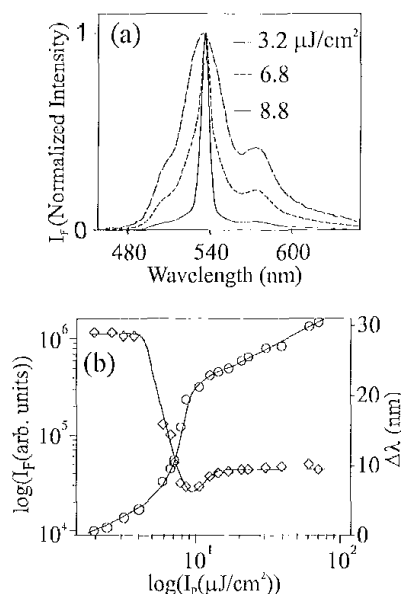 (a)
1
3.2 μJ/cm²
6.8
8.8
I_F(Normalized Intensity)
0
480 540 600
Wavelength (nm)
(b)
10⁶
10⁵
10⁴
log(I_F(arb. units))
30
20
10
0
Δλ (nm)
10¹ 10²
log(I_p(μJ/cm²))